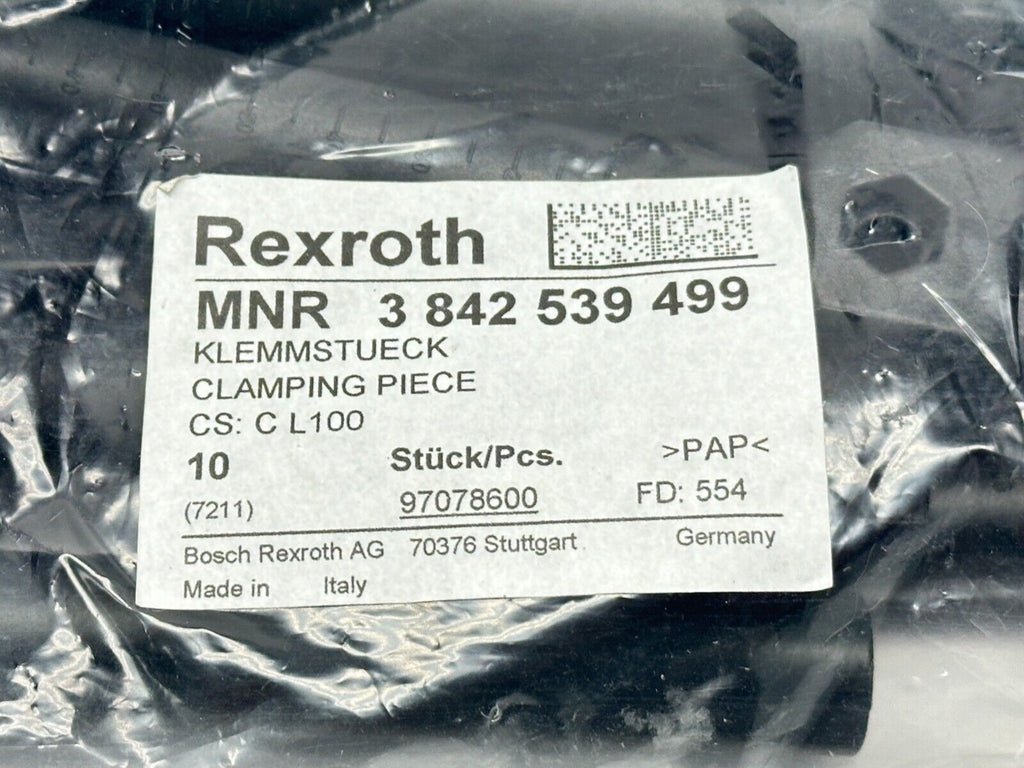 Rexroth
MNR 3 842 539 499
KLEMMSTUECK
CLAMPING PIECE
CS: C L100
10 Stück/Pcs. >PAP<
(7211) 97078600 FD: 554
Bosch Rexroth AG 70376 Stuttgart Germany
Made in Italy